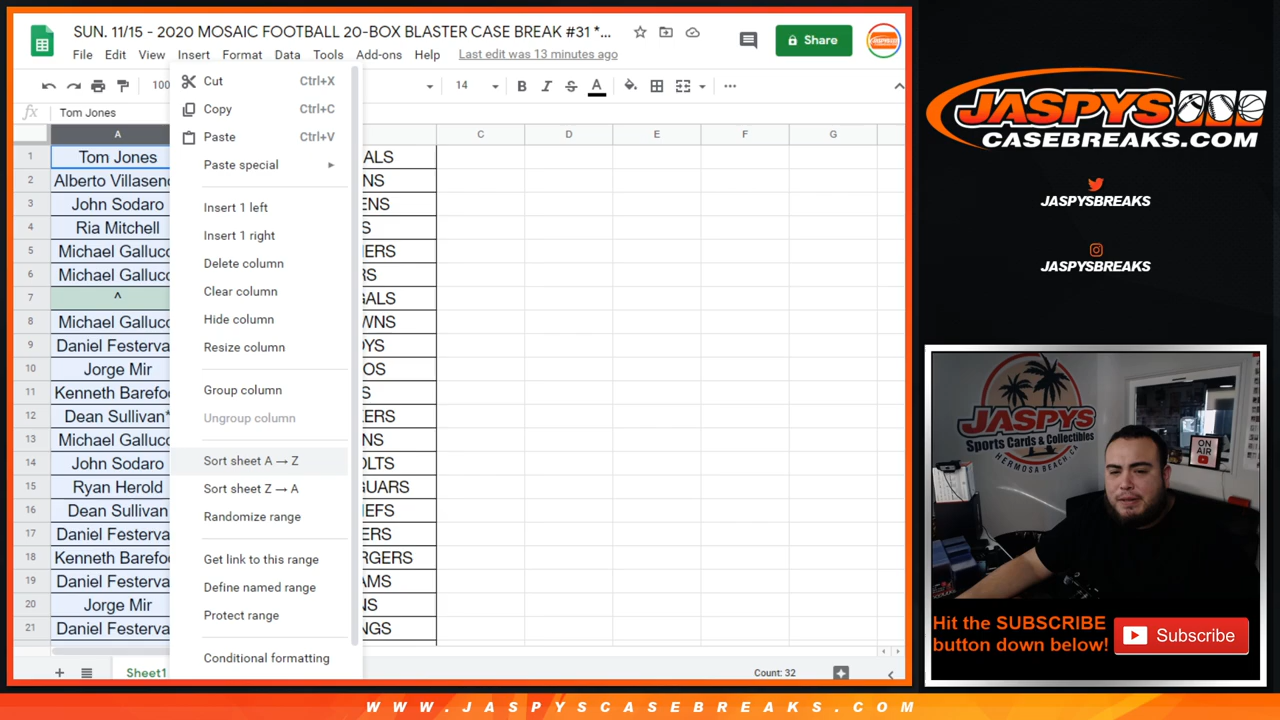 SUN. 11/15 - 2020 MOSAIC FOOTBALL 20-BOX BLASTER CASE BREAK #31 *...
File Edit View Insert Format Data Tools Add-ons Help Last edit was 13 minutes ago
Share
100 14 B I S A
fx Tom Jones
A C D E F G
1 Tom Jones ALS
2 Alberto Villaseno NS
3 John Sodaro ENS
4 Ria Mitchell S
5 Michael Gallucc ERS
6 Michael Gallucc RS
7 ^ GALS
8 Michael Gallucc WNS
9 Daniel Festerva OYS
10 Jorge Mir OS
11 Kenneth Barefoo S
12 Dean Sullivan* ERS
13 Michael Gallucc NS
14 John Sodaro OLTS
15 Ryan Herold GUARS
16 Dean Sullivan IEFS
17 Daniel Festerva ERS
18 Kenneth Barefoo RGERS
19 Daniel Festerva AMS
20 Jorge Mir NS
21 Daniel Festerva NGS
Cut Ctrl+X
Copy Ctrl+C
Paste Ctrl+V
Paste special
Insert 1 left
Insert 1 right
Delete column
Clear column
Hide column
Resize column
Group column
Ungroup column
Sort sheet A → Z
Sort sheet Z → A
Randomize range
Get link to this range
Define named range
Protect range
Conditional formatting
Sheet1
Count: 32
JASPYS
CASEBREAKS.COM
JASPYSBREAKS
JASPYSBREAKS
JASPYS
Sports Cards & Collectibles
HERMOSA BEACH, CA
ON AIR
Hit the SUBSCRIBE
button down below!
Subscribe
WWW.JASPYSCASEBREAKS.COM